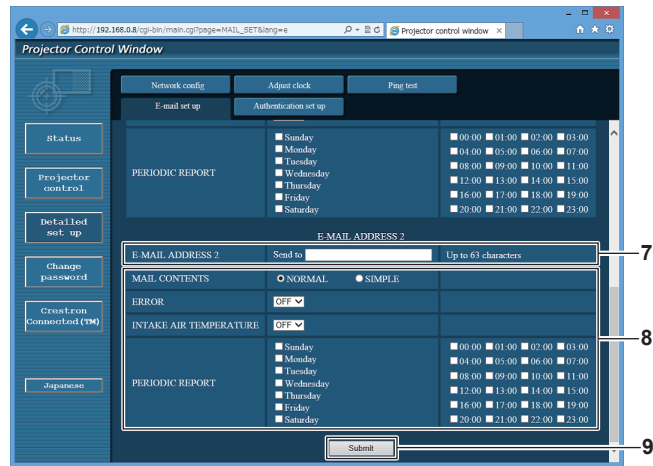 http://192.168.0.8/cgi-bin/main.cgi?page=MAIL_SET&lang=e
Projector control window
Projector Control Window
Network config Adjust clock Ping test
E-mail set up Authentication set up
Status
Projector
control
Detailed
set up
Change
password
Crestron
Connected(TM)
Japanese
PERIODIC REPORT
Sunday
Monday
Tuesday
Wednesday
Thursday
Friday
Saturday
00:00 01:00 02:00 03:00
04:00 05:00 06:00 07:00
08:00 09:00 10:00 11:00
12:00 13:00 14:00 15:00
16:00 17:00 18:00 19:00
20:00 21:00 22:00 23:00
E-MAIL ADDRESS 2
E-MAIL ADDRESS 2 Send to Up to 63 characters
7
MAIL CONTENTS NORMAL SIMPLE
ERROR OFF
INTAKE AIR TEMPERATURE OFF
8
PERIODIC REPORT
Sunday
Monday
Tuesday
Wednesday
Thursday
Friday
Saturday
00:00 01:00 02:00 03:00
04:00 05:00 06:00 07:00
08:00 09:00 10:00 11:00
12:00 13:00 14:00 15:00
16:00 17:00 18:00 19:00
20:00 21:00 22:00 23:00
Submit
9